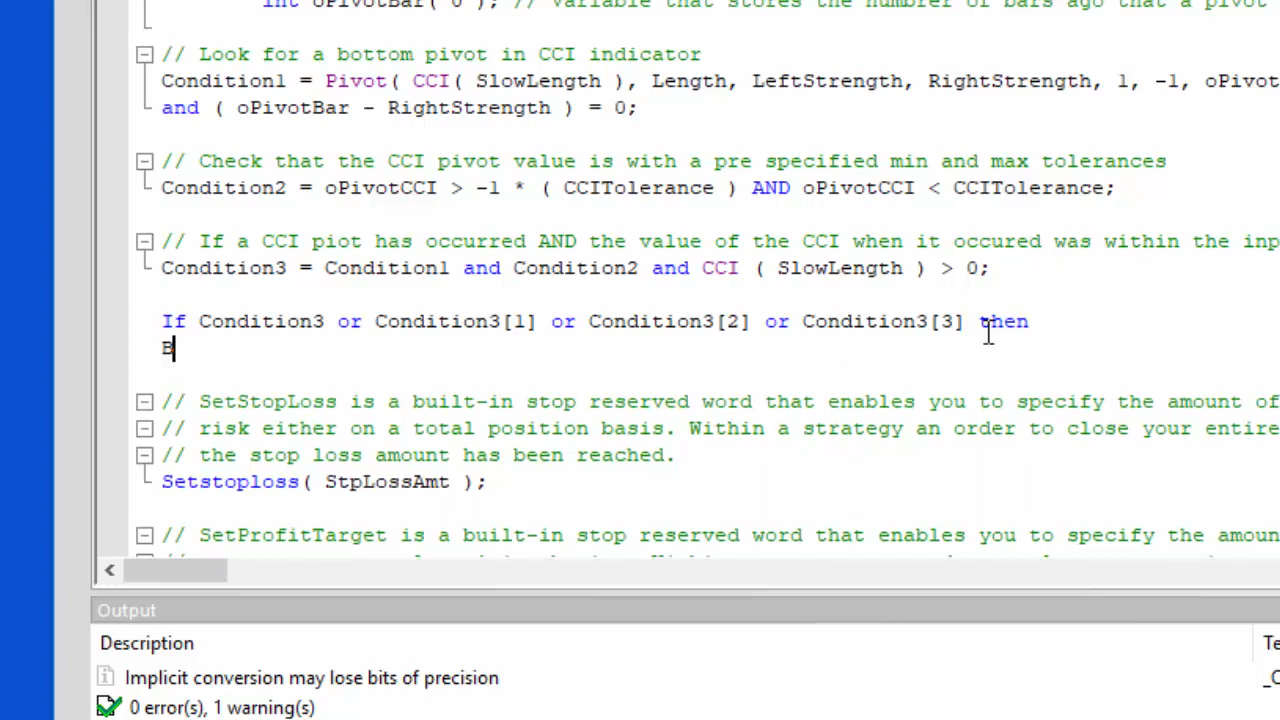 int oPivotBar( 0 ); // variable that stores the numbrer of bars ago that a pivot
// Look for a bottom pivot in CCI indicator
Condition1 = Pivot( CCI( SlowLength ), Length, LeftStrength, RightStrength, 1, -1, oPivot
and ( oPivotBar - RightStrength ) = 0;
// Check that the CCI pivot value is with a pre specified min and max tolerances
Condition2 = oPivotCCI > -1 * ( CCITolerance ) AND oPivotCCI < CCITolerance;
// If a CCI piot has occurred AND the value of the CCI when it occured was within the inp
Condition3 = Condition1 and Condition2 and CCI ( SlowLength ) > 0;
If Condition3 or Condition3[1] or Condition3[2] or Condition3[3] then
B
// SetStopLoss is a built-in stop reserved word that enables you to specify the amount of
// risk either on a total position basis. Within a strategy an order to close your entire
// the stop loss amount has been reached.
Setstoploss( StpLossAmt );
// SetProfitTarget is a built-in stop reserved word that enables you to specify the amoun
Output
Description
Implicit conversion may lose bits of precision
0 error(s), 1 warning(s)